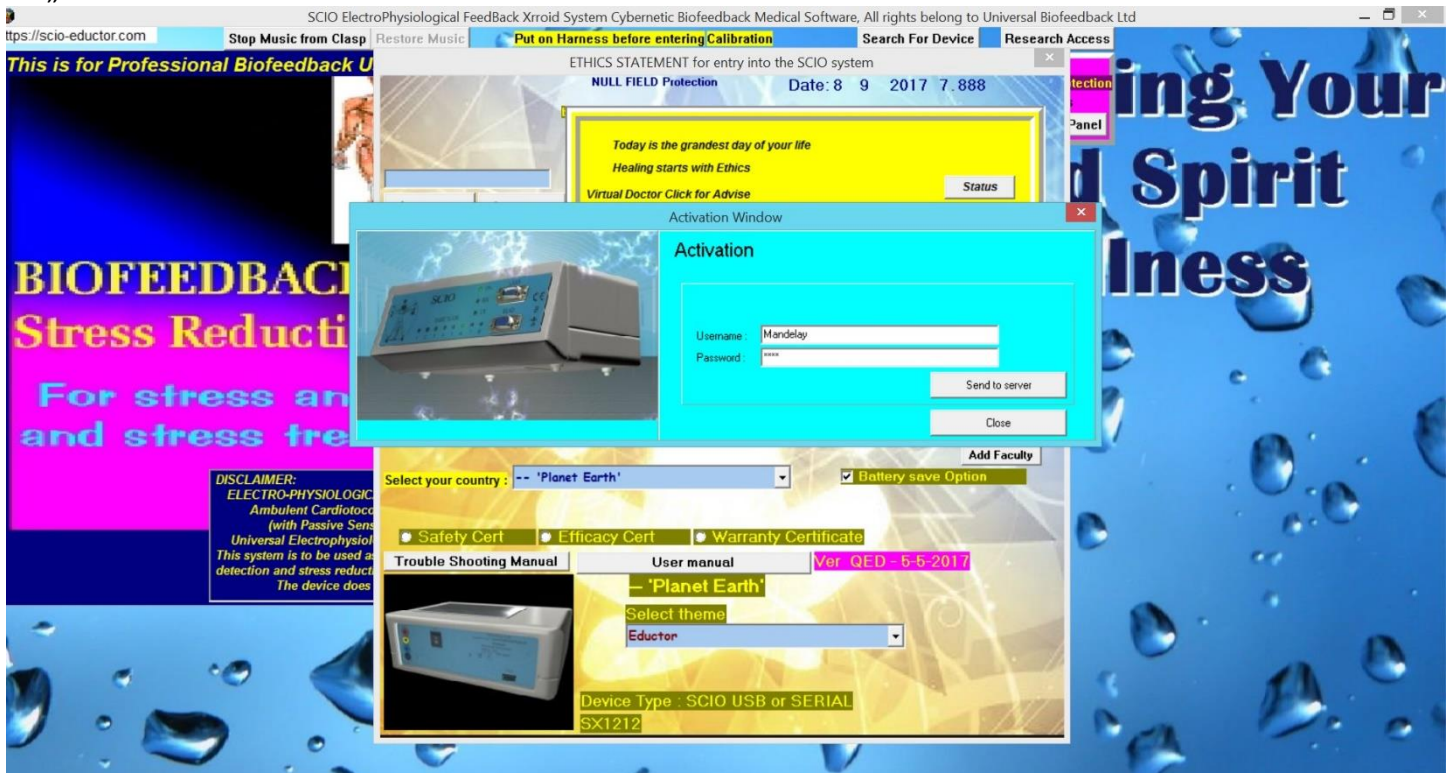 „
SCIO ElectroPhysiological FeedBack Xrroid System Cybernetic Biofeedback Medical Software, All rights belong to Universal Biofeedback Ltd
ttps://scio-eductor.com
Stop Music from Clasp
Restore Music
Put on Harness before entering Calibration
Search For Device
Research Access
This is for Professional Biofeedback U
ETHICS STATEMENT for entry into the SCIO system
NULL FIELD Protection
Date: 8 9 2017 7.888
tection
Panel
ing Your
d Spirit
lness
Today is the grandest day of your life
Healing starts with Ethics
Virtual Doctor Click for Advise
Status
Activation Window
Activation
SCIO
Username :
Mandelay
Password :
****
Send to server
Close
BIOFEEDBACK
Stress Reducti
For stress an
and stress tre
Add Faculty
Select your country :
-- 'Planet Earth'
Battery save Option
DISCLAIMER:
ELECTRO-PHYSIOLOGIC
Ambulent Cardiotoco
(with Passive Sens
Universal Electrophysiol
This system is to be used a
detection and stress reduct
The device does
Safety Cert
Efficacy Cert
Warranty Certificate
Trouble Shooting Manual
User manual
Ver QED - 5-5-2017
-- 'Planet Earth'
Select theme
Eductor
Device Type : SCIO USB or SERIAL
SX1212